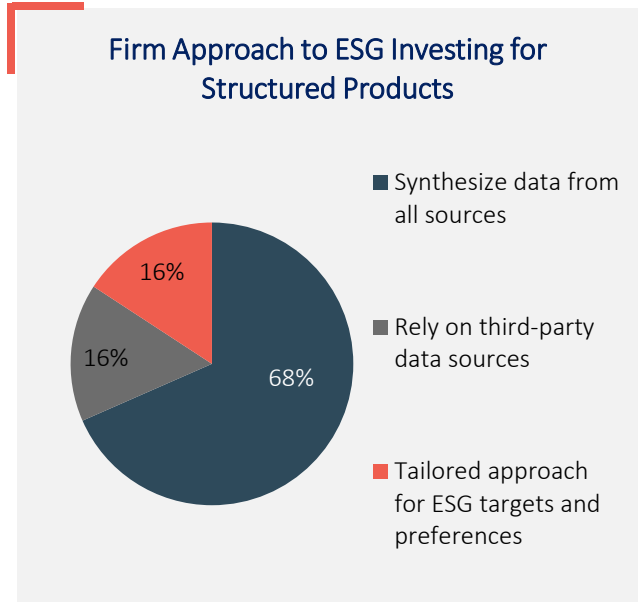 Firm Approach to ESG Investing for
Structured Products
Synthesize data from
all sources
16%
Rely on third-party
data sources
16%
68%
Tailored approach
for ESG targets and
preferences